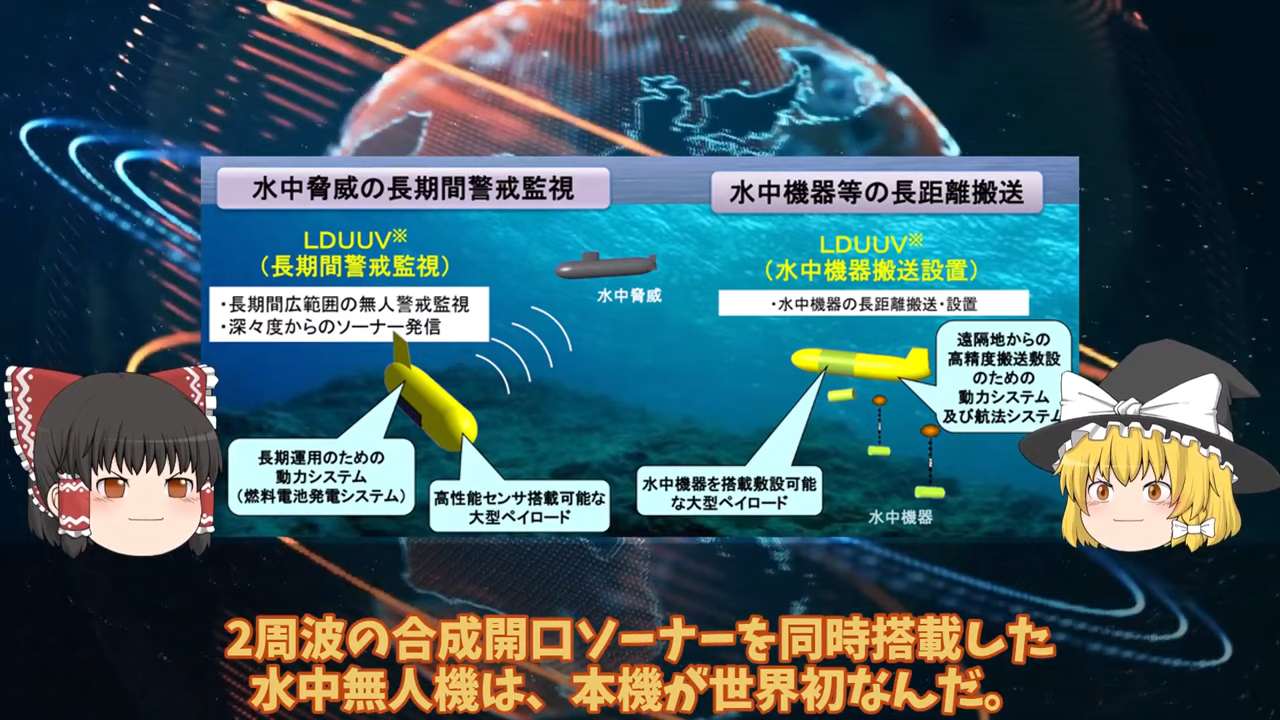 水中脅威の長期間警戒監視
LDUUV※
（長期間警戒監視）
・長期間広範囲の無人警戒監視
・深々度からのソーナー発信
水中脅威
長期運用のための
動力システム
（燃料電池発電システム）
高性能センサ搭載可能な
大型ペイロード
水中機器等の長距離搬送
LDUUV※
（水中機器搬送設置）
・水中機器の長距離搬送・設置
遠隔地からの
高精度搬送敷設
のための
動力システム
及び航法システム
水中機器を搭載敷設可能
な大型ペイロード
水中機器
2周波の合成開口ソーナーを同時搭載した
水中無人機は、本機が世界初なんだ。